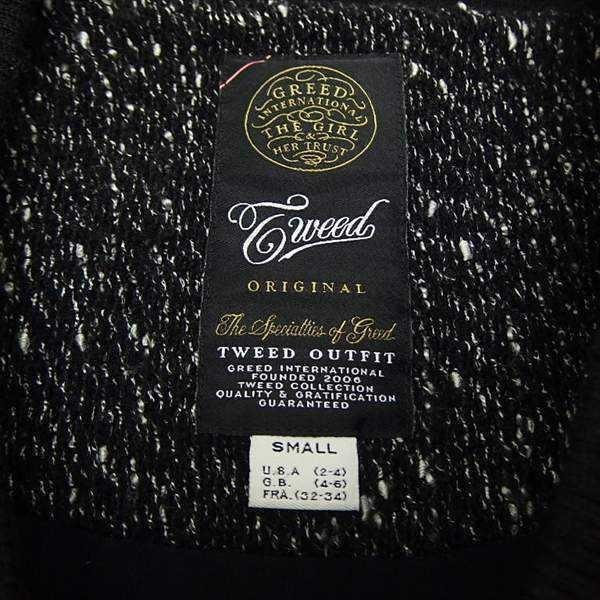 GREED
INTERNATIONAL
THE GIRL
&
HER TRUST
Tweed
ORIGINAL
The Specialties of Greed
TWEED OUTFIT
GREED INTERNATIONAL
FOUNDED 2006
TWEED COLLECTION
QUALITY & GRATIFICATION
GUARANTEED
SMALL
U.S.A (2-4)
G.B. (4-6)
FRA. (32-34)